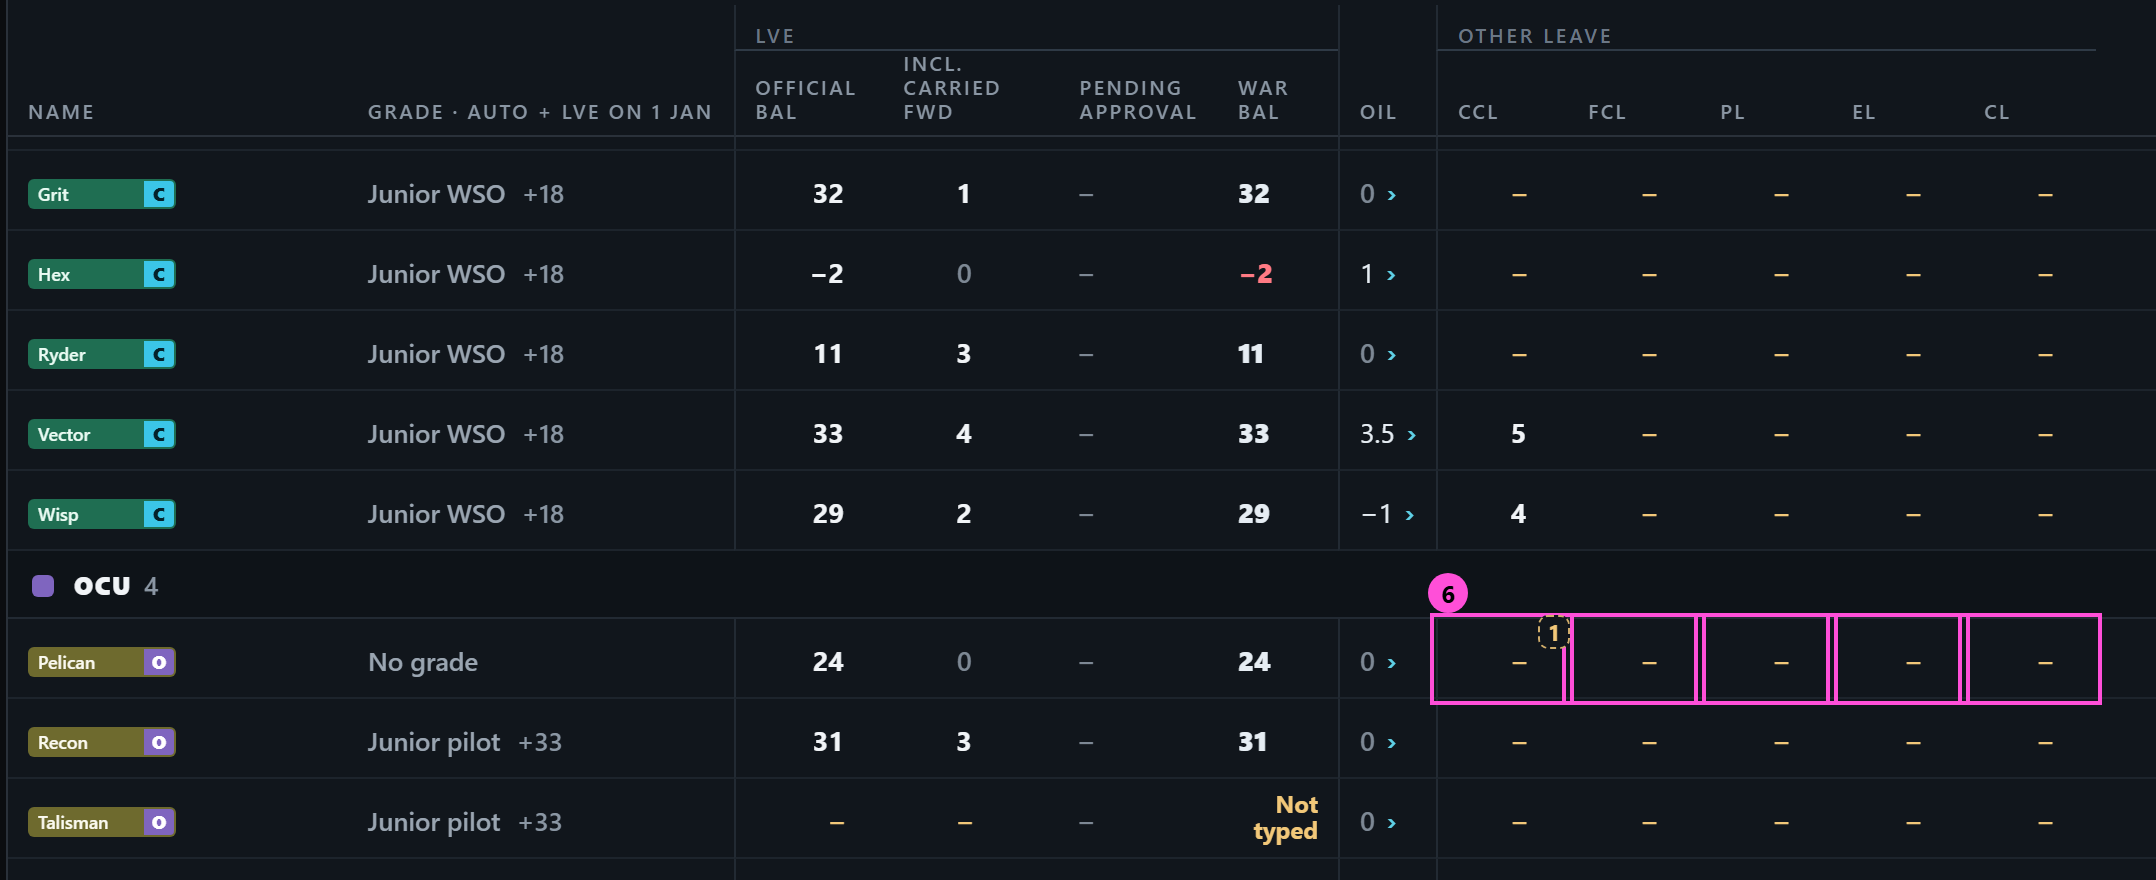 LVE
OTHER LEAVE
NAME
GRADE · AUTO + LVE ON 1 JAN
OFFICIAL
BAL
INCL.
CARRIED
FWD
PENDING
APPROVAL
WAR
BAL
OIL
CCL
FCL
PL
EL
CL
Grit C Junior WSO +18 32 1 – 32 0 › – – – – –
Hex C Junior WSO +18 −2 0 – −2 1 › – – – – –
Ryder C Junior WSO +18 11 3 – 11 0 › – – – – –
Vector C Junior WSO +18 33 4 – 33 3.5 › 5 – – – –
Wisp C Junior WSO +18 29 2 – 29 −1 › 4 – – – –
OCU 4
6
1
Pelican O No grade 24 0 – 24 0 › – – – – –
Recon O Junior pilot +33 31 3 – 31 0 › – – – – –
Talisman O Junior pilot +33 – – – Not typed 0 › – – – – –